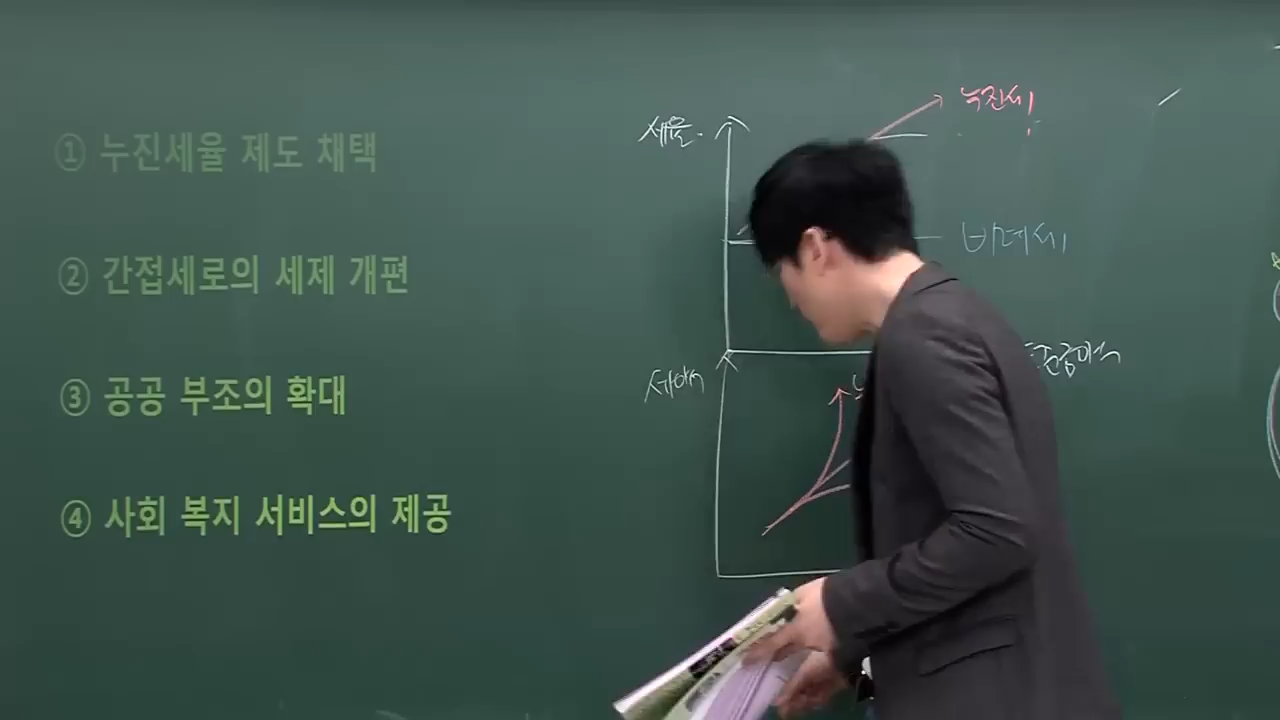 ① 누진세율 제도 채택
② 간접세로의 세제 개편
③ 공공 부조의 확대
④ 사회 복지 서비스의 제공
세율
누진세
비례세
세액